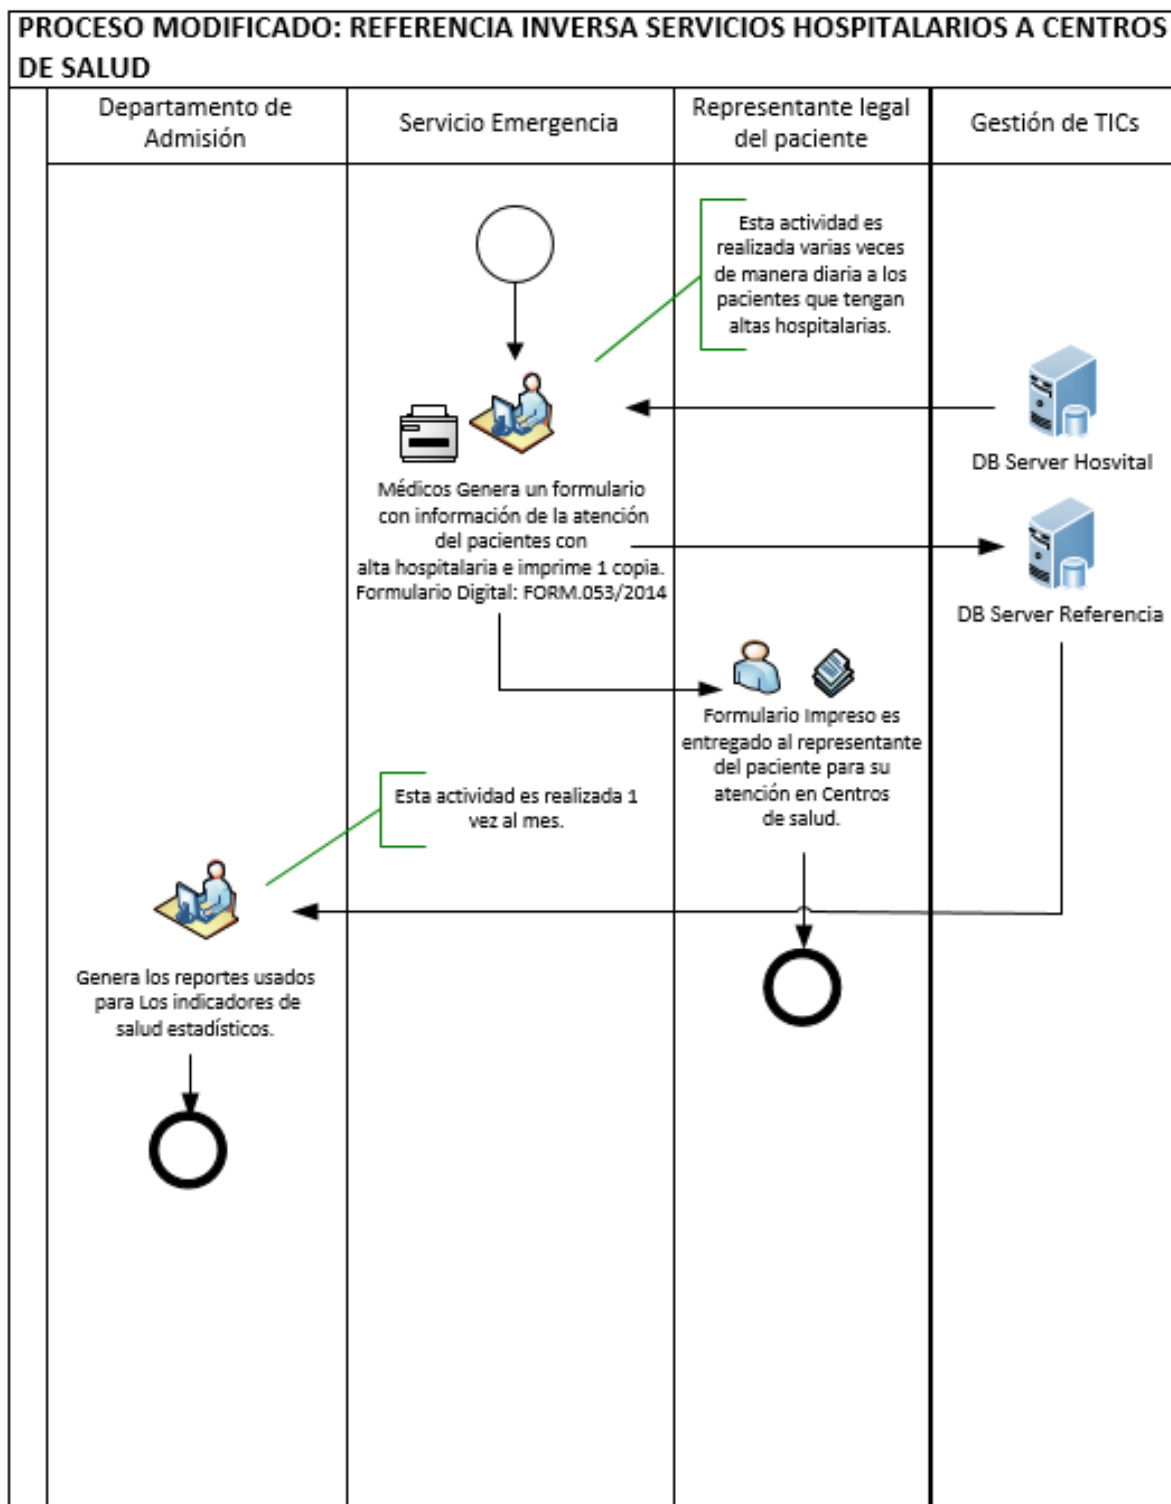 PROCESO MODIFICADO: REFERENCIA INVERSA SERVICIOS HOSPITALARIOS A CENTROS
DE SALUD
Departamento de
Admisión
Servicio Emergencia
Representante legal
del paciente
Gestión de TICs
Esta actividad es
realizada varias veces
de manera diaria a los
pacientes que tengan
altas hospitalarias.
DB Server Hosvital
Médicos Genera un formulario
con información de la atención
del pacientes con
alta hospitalaria e imprime 1 copia.
Formulario Digital: FORM.053/2014
DB Server Referencia
Formulario Impreso es
entregado al representante
del paciente para su
atención en Centros
de salud.
Esta actividad es realizada 1
vez al mes.
Genera los reportes usados
para Los indicadores de
salud estadísticos.